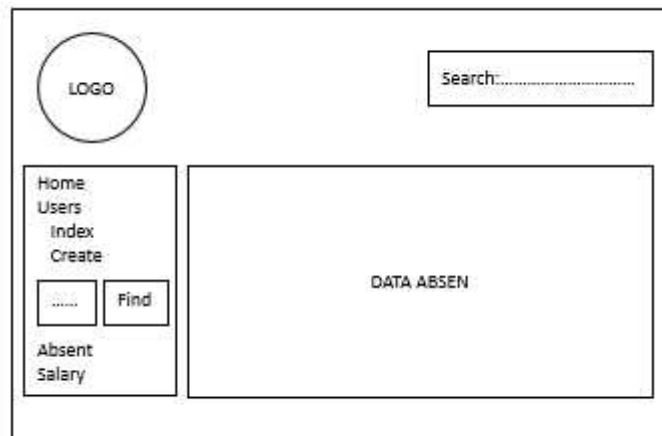 LOGO
Search:................................
Home
Users
Index
Create
...... Find
Absent
Salary
DATA ABSEN